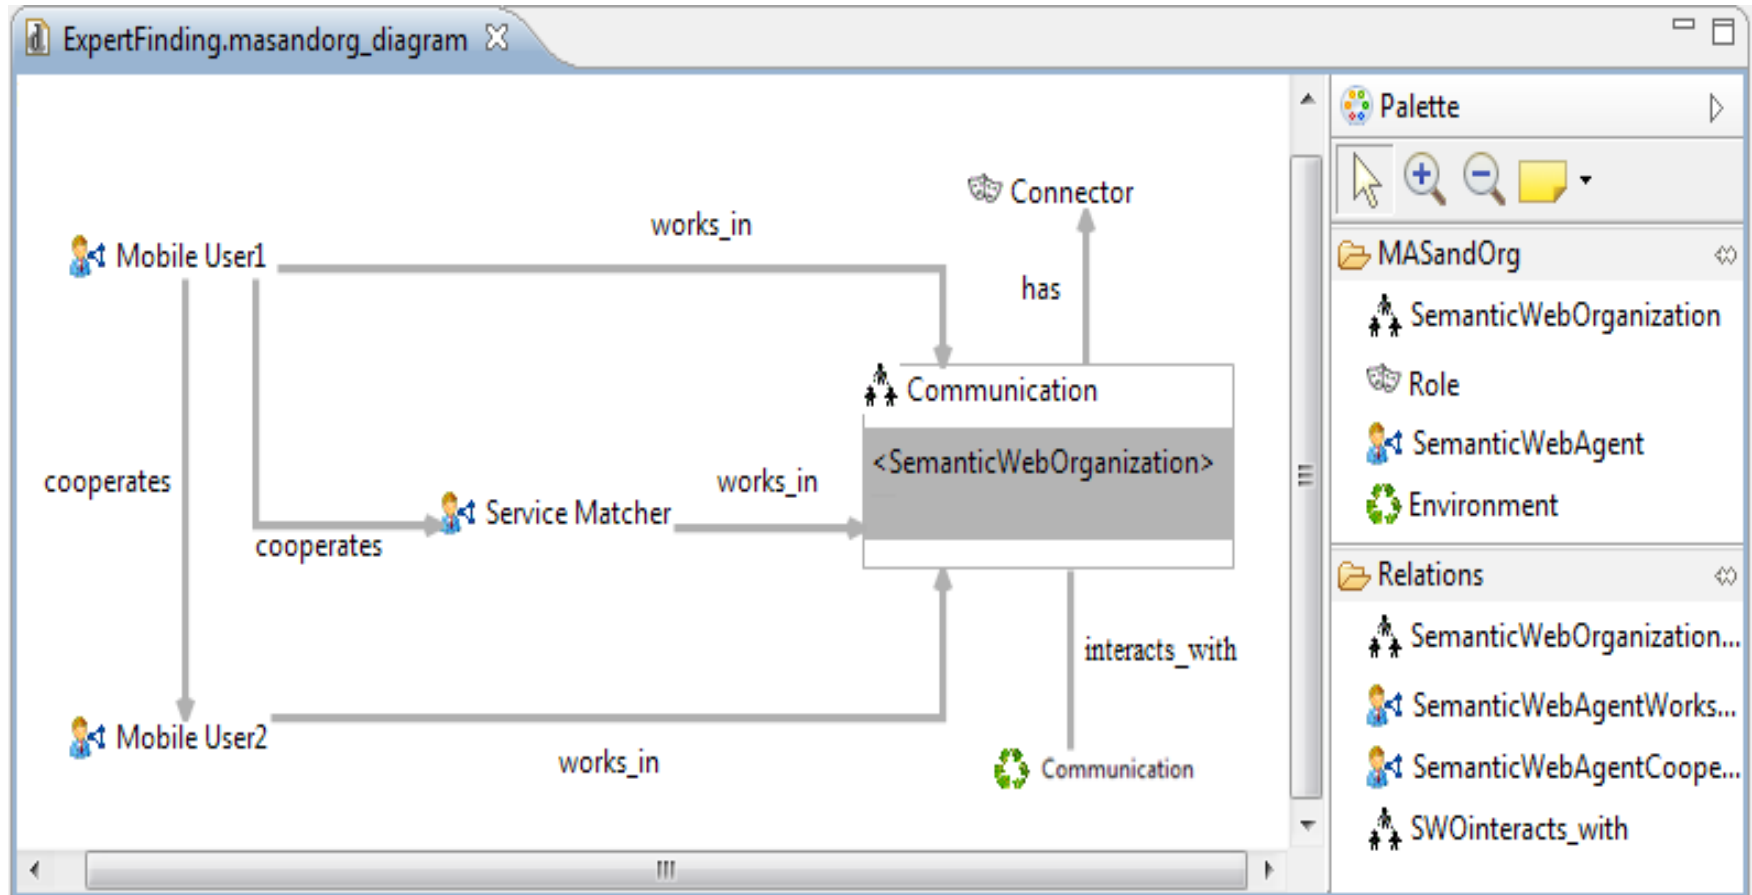 ExpertFinding.masandorg_diagram
Connector
works_in
Mobile User1
has
Communication
<SemanticWebOrganization>
cooperates
works_in
Service Matcher
cooperates
interacts_with
Mobile User2
works_in
Communication
Palette
MASandOrg
SemanticWebOrganization
Role
SemanticWebAgent
Environment
Relations
SemanticWebOrganization...
SemanticWebAgentWorks...
SemanticWebAgentCoope...
SWOinteracts_with